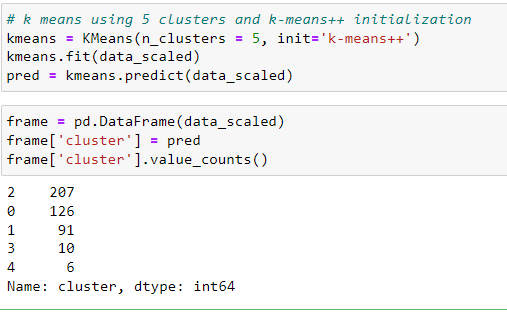 # k means using 5 clusters and k-means++ initialization
kmeans = KMeans(n_clusters = 5, init='k-means++')
kmeans.fit(data_scaled)
pred = kmeans.predict(data_scaled)
frame = pd.DataFrame(data_scaled)
frame['cluster'] = pred
frame['cluster'].value_counts()
2    207
0    126
1     91
3     10
4      6
Name: cluster, dtype: int64